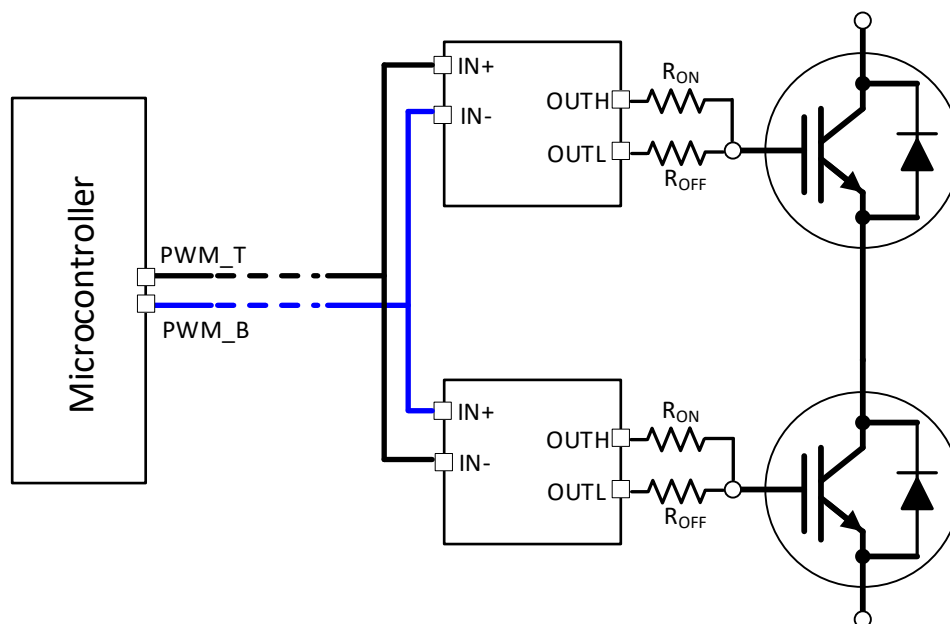 Microcontroller
PWM_T
PWM_B
IN+
IN-
OUTH
OUTL
RON
ROFF
IN+
IN-
OUTH
OUTL
RON
ROFF